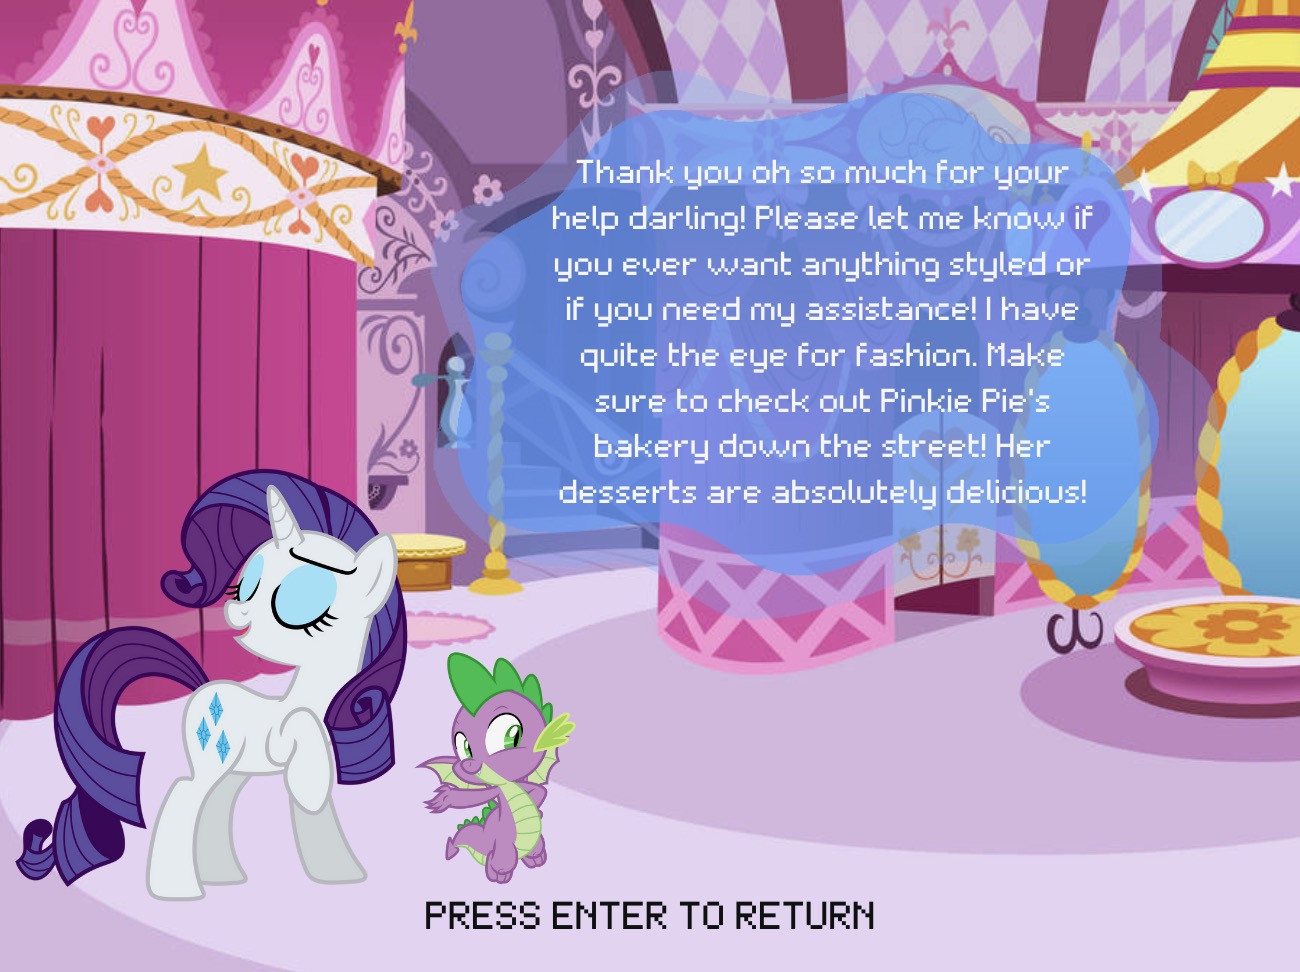 Thank you oh so much for your
help darling! Please let me know if
you ever want anything styled or
if you need my assistance! I have
quite the eye for fashion. Make
sure to check out Pinkie Pie's
bakery down the street! Her
desserts are absolutely delicious!
PRESS ENTER TO RETURN